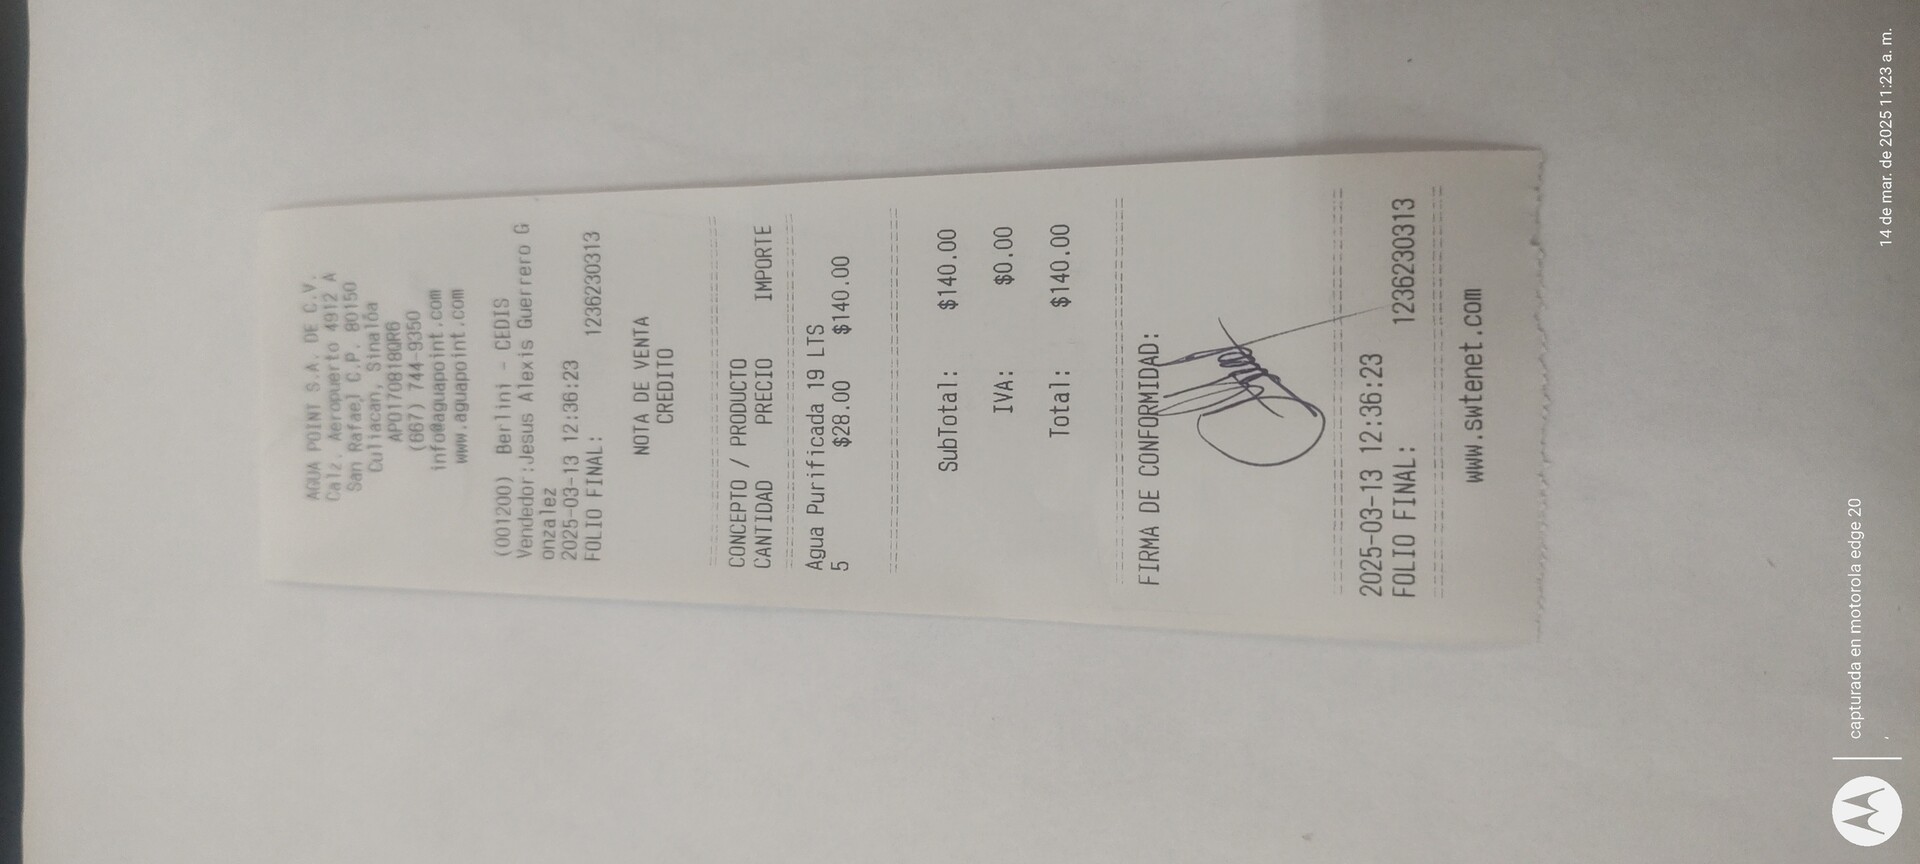 AGUA POINT S.A. DE C.V.
Calz. Aeropuerto 4912 A
San Rafael C.P. 80150
Culiacan, Sinaloa
APO170818QR6
(667) 744-9350
info@aguapoint.com
www.aguapoint.com
(001200) Berlini - CEDIS
Vendedor:Jesus Alexis Guerrero G
onzalez
2025-03-13 12:36:23
FOLIO FINAL: 1236230313
NOTA DE VENTA
CREDITO
CONCEPTO / PRODUCTO
CANTIDAD PRECIO IMPORTE
Agua Purificada 19 LTS
5 $28.00 $140.00
SubTotal: $140.00
IVA: $0.00
Total: $140.00
FIRMA DE CONFORMIDAD:
2025-03-13 12:36:23
FOLIO FINAL: 1236230313
www.swtenet.com
capturada en motorola edge 20
,
14 de mar. de 2025 11:23 a. m.